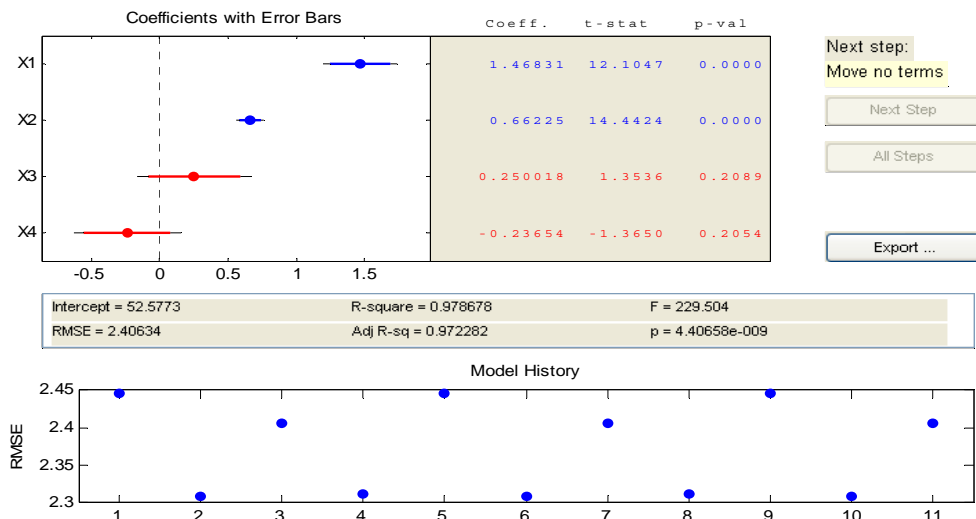 Coefficients with Error Bars
Coeff. t-stat p-val
X1 1.46831 12.1047 0.0000
X2 0.66225 14.4424 0.0000
X3 0.250018 1.3536 0.2089
X4 -0.23654 -1.3650 0.2054
-0.5 0 0.5 1 1.5
Next step:
Move no terms
Next Step
All Steps
Export ...
Intercept = 52.5773 R-square = 0.978678 F = 229.504
RMSE = 2.40634 Adj R-sq = 0.972282 p = 4.40658e-009
Model History
RMSE
2.45
2.4
2.35
2.3
1 2 3 4 5 6 7 8 9 10 11